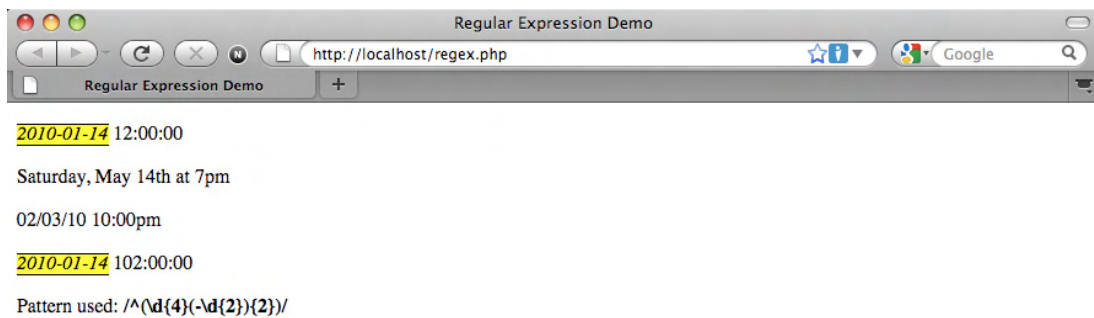 Regular Expression Demo
http://localhost/regex.php
Google
Regular Expression Demo
2010-01-14 12:00:00
Saturday, May 14th at 7pm
02/03/10 10:00pm
2010-01-14 102:00:00
Pattern used: /^(\d{4}(-\d{2}){2})/